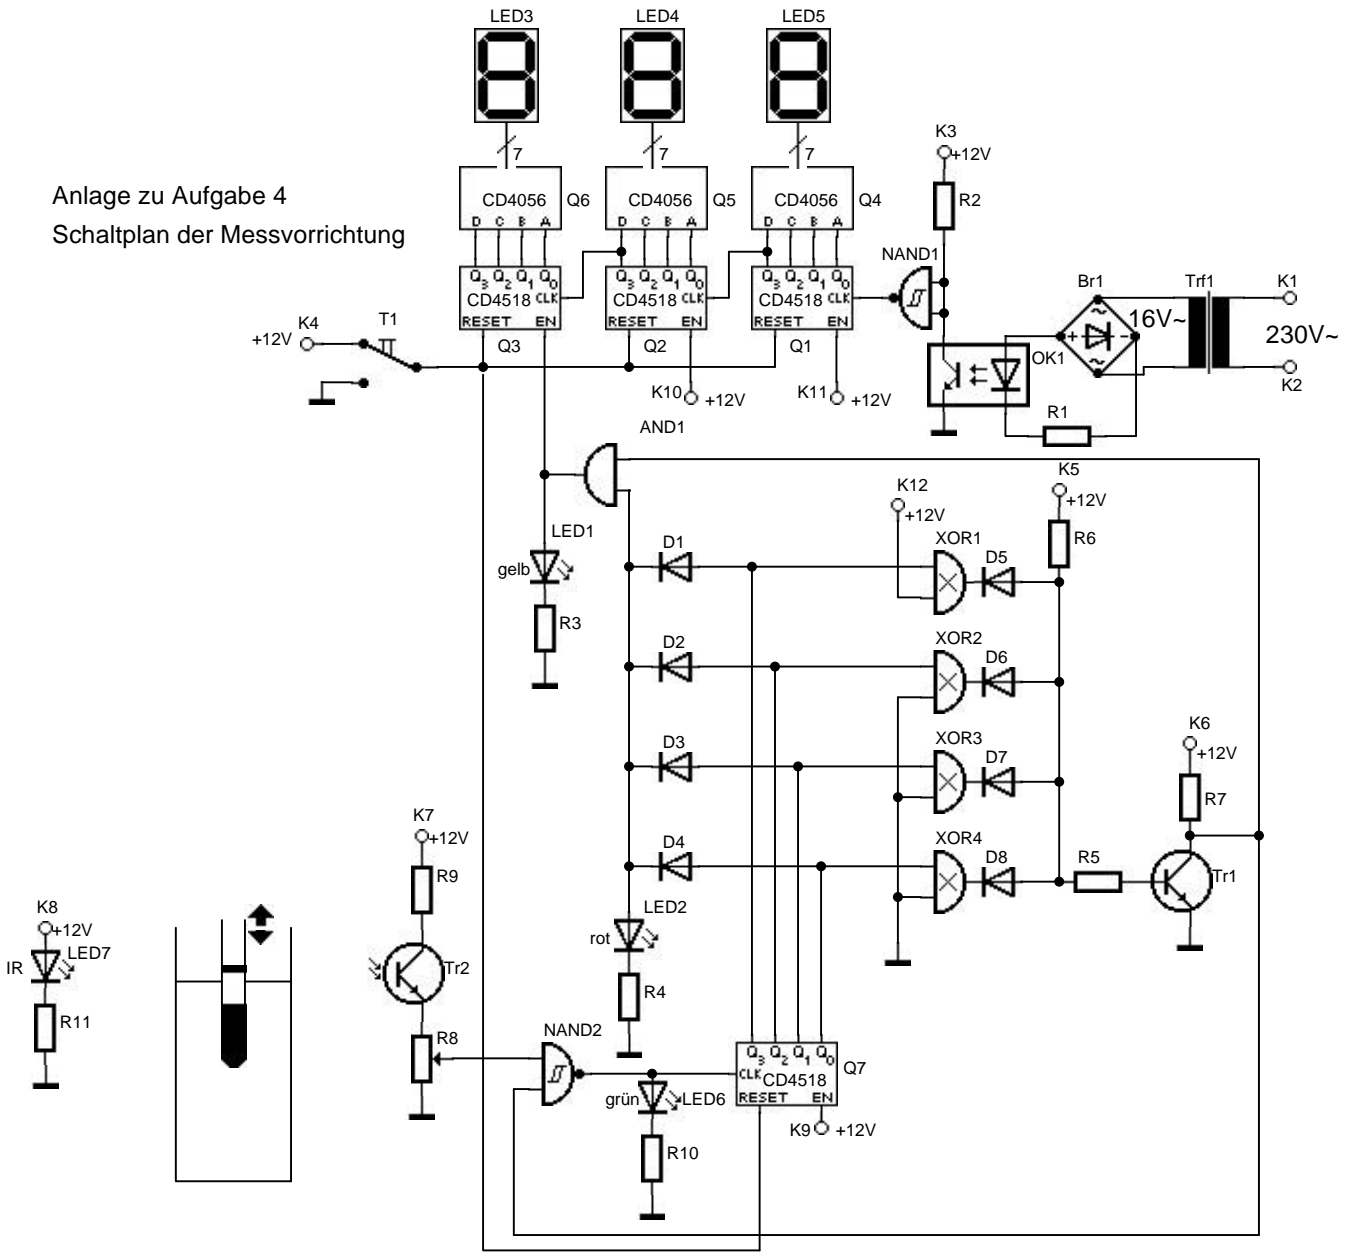 LED3
LED4
LED5
7
7
7
K3
+12V
Anlage zu Aufgabe 4
Schaltplan der Messvorrichtung
CD4056
Q6
CD4056
Q5
CD4056
Q4
R2
D C B A
D C B A
D C B A
NAND1
Q3 Q2 Q1 Q0
Q3 Q2 Q1 Q0
Q3 Q2 Q1 Q0
CD4518 CLK
CD4518 CLK
CD4518 CLK
RESET EN
RESET EN
RESET EN
Br1
Trf1
K1
16V~
230V~
~
+ -
~
K4
+12V
T1
Q3
Q2
Q1
OK1
K2
K10
+12V
K11
+12V
R1
AND1
K5
+12V
K12
+12V
LED1
gelb
D1
XOR1
D5
R6
R3
D2
XOR2
D6
D3
XOR3
D7
K6
+12V
R7
K7
+12V
D4
XOR4
D8
R5
Tr1
R9
K8
+12V
LED7
IR
LED2
rot
Tr2
R4
R11
R8
NAND2
Q3 Q2 Q1 Q0
CLK CD4518
RESET EN
Q7
grün
LED6
K9
+12V
R10